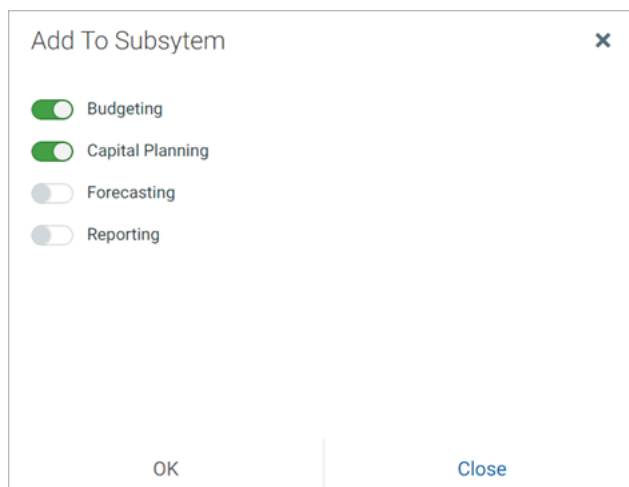 Add To Subsytem
Budgeting
Capital Planning
Forecasting
Reporting
OK
Close